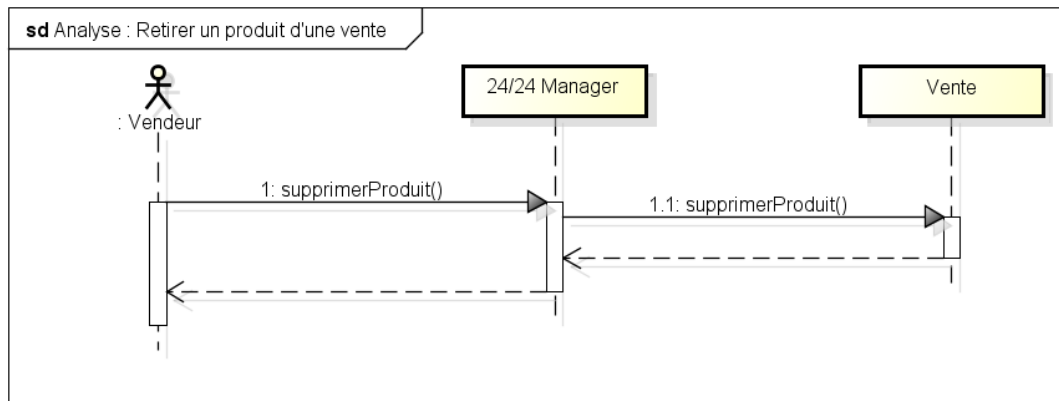 sd Analyse : Retirer un produit d'une vente
: Vendeur
24/24 Manager
Vente
1: supprimerProduit()
1.1: supprimerProduit()